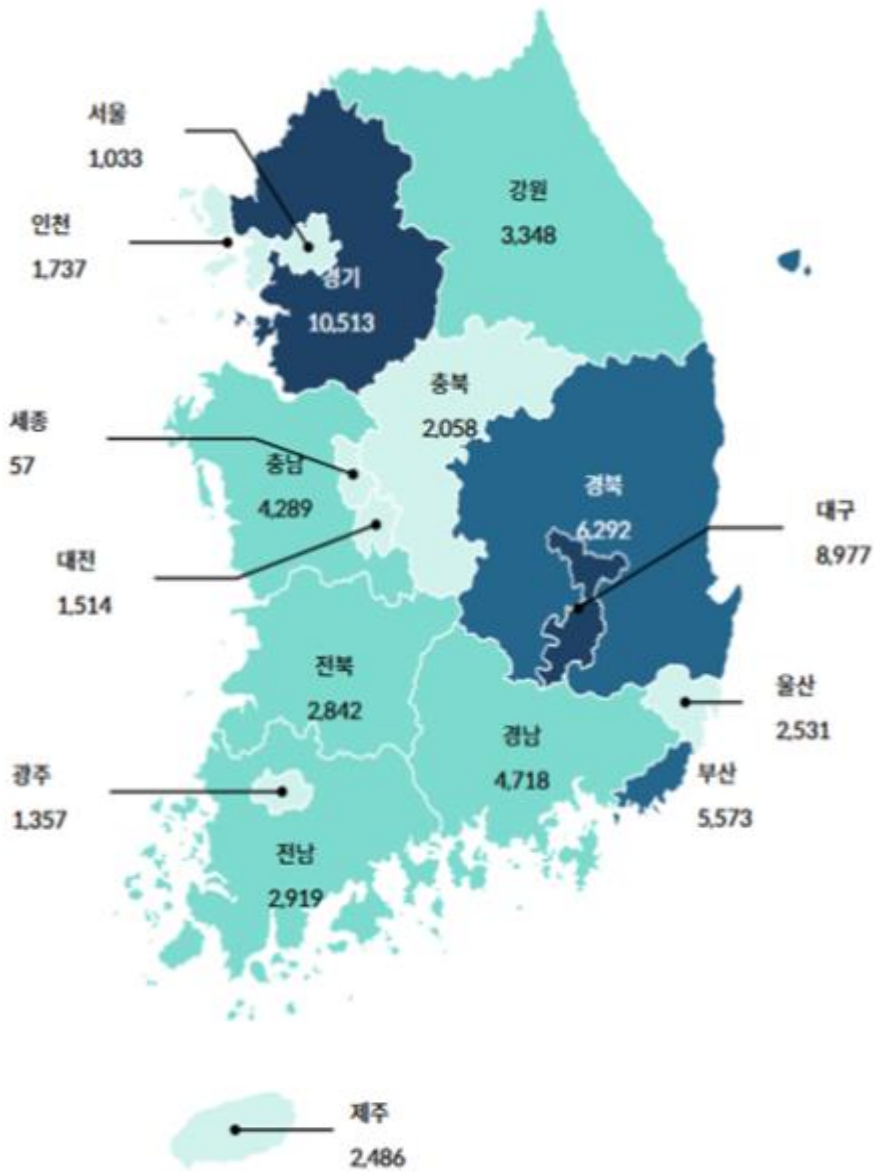 서울
1,033
강원
3,348
인천
1,737
경기
10,513
충북
2,058
세종
57
충남
4,289
경북
6,292
대구
8,977
대전
1,514
전북
2,842
울산
2,531
경남
4,718
광주
1,357
부산
5,573
전남
2,919
제주
2,486